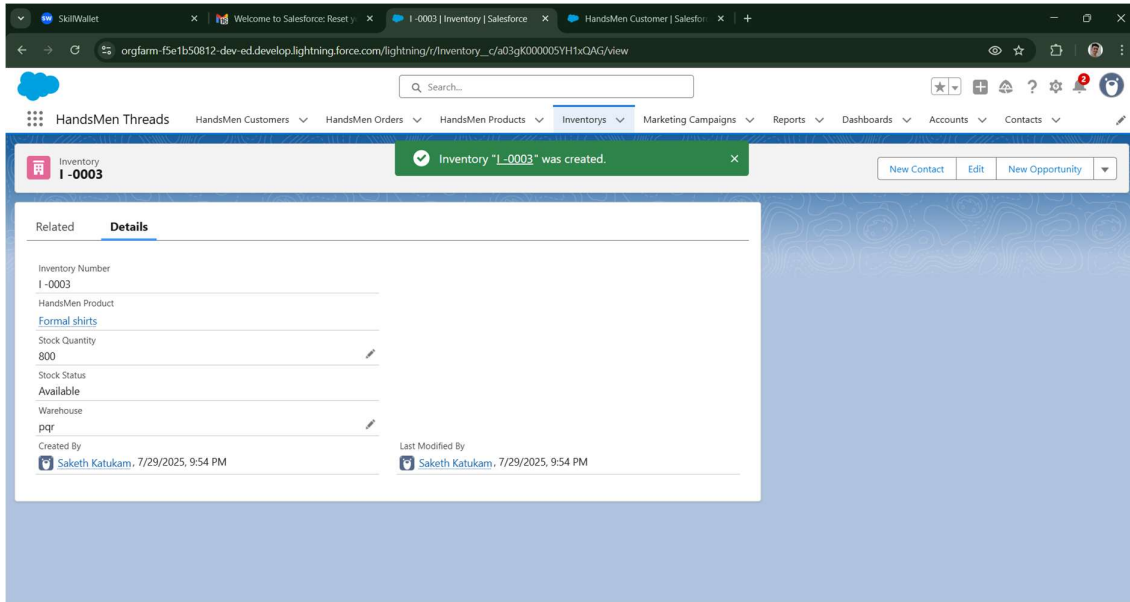 SkillWallet
Welcome to Salesforce: Reset y
I -0003 | Inventory | Salesforce
HandsMen Customer | Salesforc
orgfarm-f5e1b50812-dev-ed.develop.lightning.force.com/lightning/r/Inventory__c/a03gK000005YH1xQAG/view
Search...
2
HandsMen Threads
HandsMen Customers
HandsMen Orders
HandsMen Products
Inventorys
Marketing Campaigns
Reports
Dashboards
Accounts
Contacts
Inventory "I -0003" was created.
Inventory
I -0003
New Contact
Edit
New Opportunity
Related
Details
Inventory Number
I -0003
HandsMen Product
Formal shirts
Stock Quantity
800
Stock Status
Available
Warehouse
pqr
Created By
Saketh Katukam, 7/29/2025, 9:54 PM
Last Modified By
Saketh Katukam, 7/29/2025, 9:54 PM